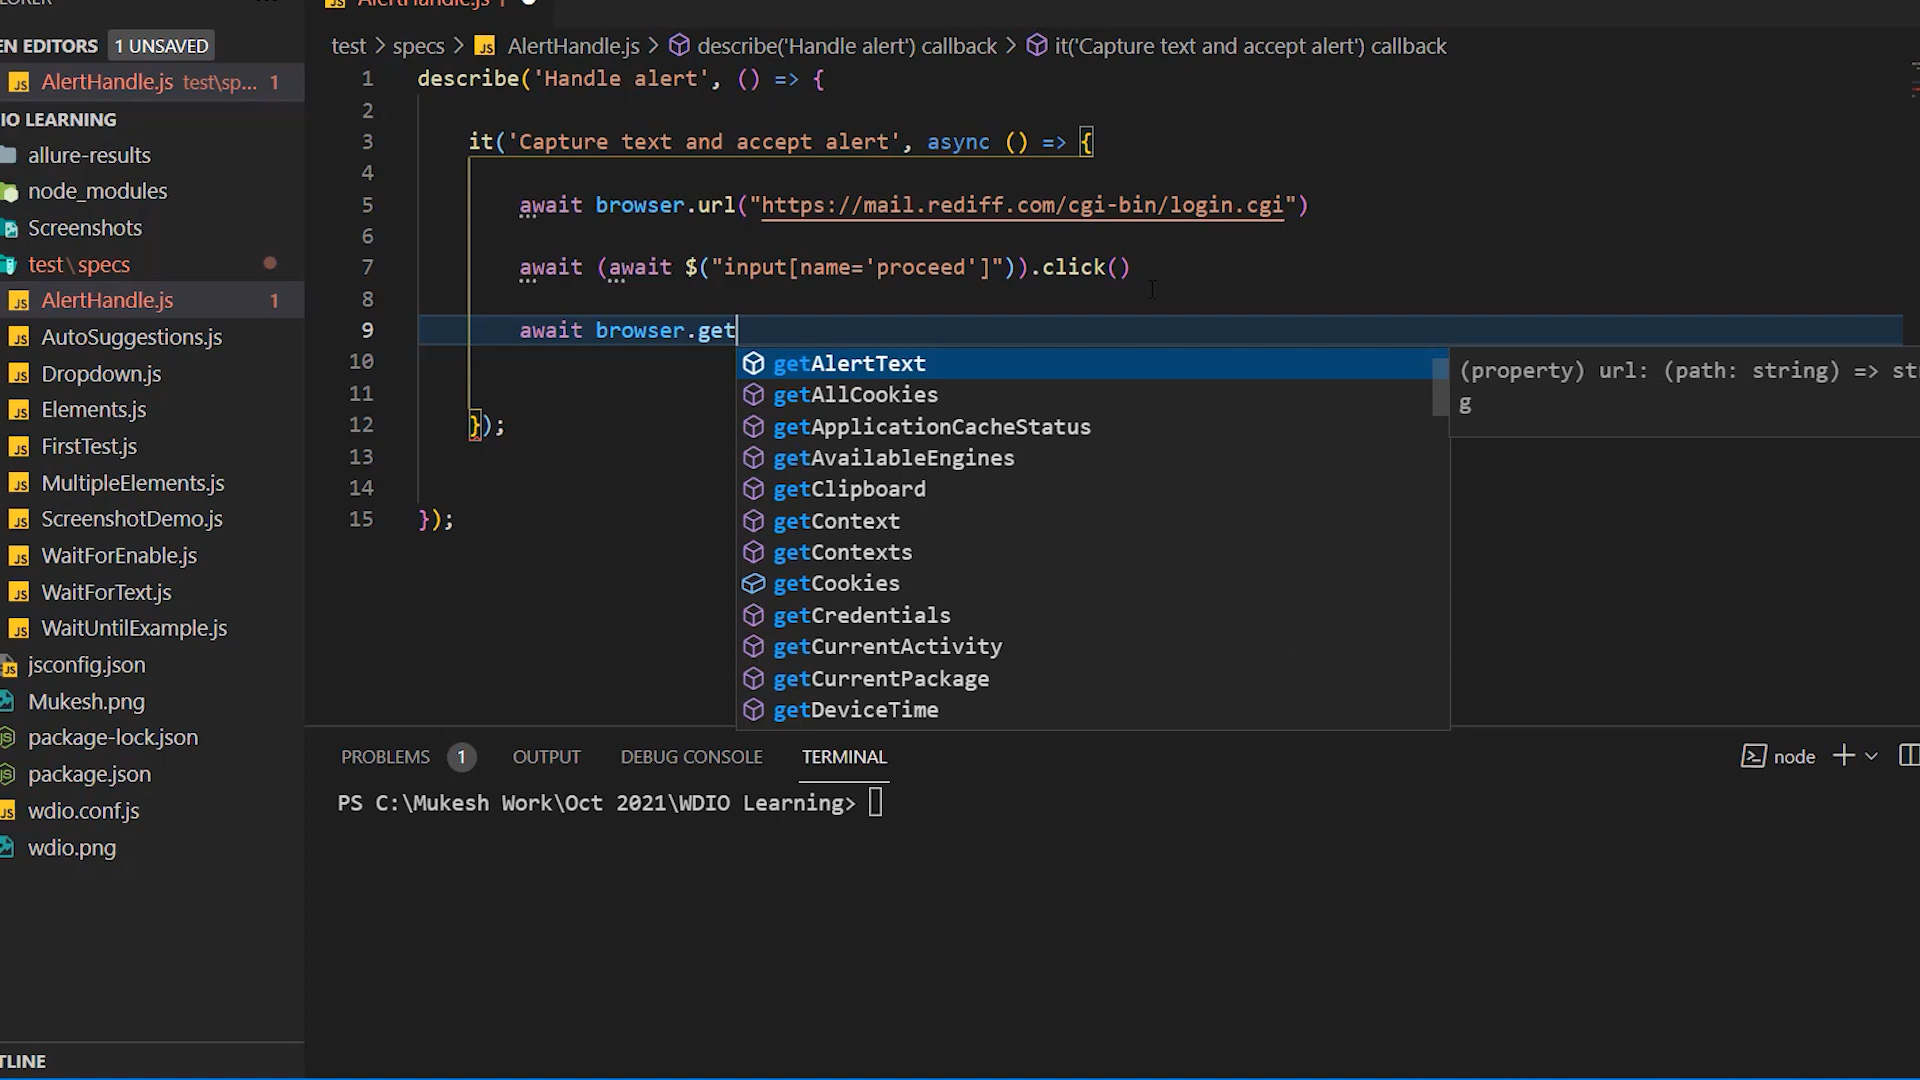 AlertHandle.js 1
EN EDITORS 1 UNSAVED
AlertHandle.js test\sp... 1
IO LEARNING
allure-results
node_modules
Screenshots
test\specs
AlertHandle.js 1
AutoSuggestions.js
Dropdown.js
Elements.js
FirstTest.js
MultipleElements.js
ScreenshotDemo.js
WaitForEnable.js
WaitForText.js
WaitUntilExample.js
jsconfig.json
Mukesh.png
package-lock.json
package.json
wdio.conf.js
wdio.png
TLINE
test > specs > JS AlertHandle.js > describe('Handle alert') callback > it('Capture text and accept alert') callback
1 describe('Handle alert', () => {
2
3 it('Capture text and accept alert', async () => {
4
5 await browser.url("https://mail.rediff.com/cgi-bin/login.cgi")
6
7 await (await $("input[name='proceed']")).click()
8
9 await browser.get
10
11
12 });
13
14
15 });
getAlertText
getAllCookies
getApplicationCacheStatus
getAvailableEngines
getClipboard
getContext
getContexts
getCookies
getCredentials
getCurrentActivity
getCurrentPackage
getDeviceTime
(property) url: (path: string) => st
g
PROBLEMS 1 OUTPUT DEBUG CONSOLE TERMINAL
node
PS C:\Mukesh Work\Oct 2021\WDIO Learning>